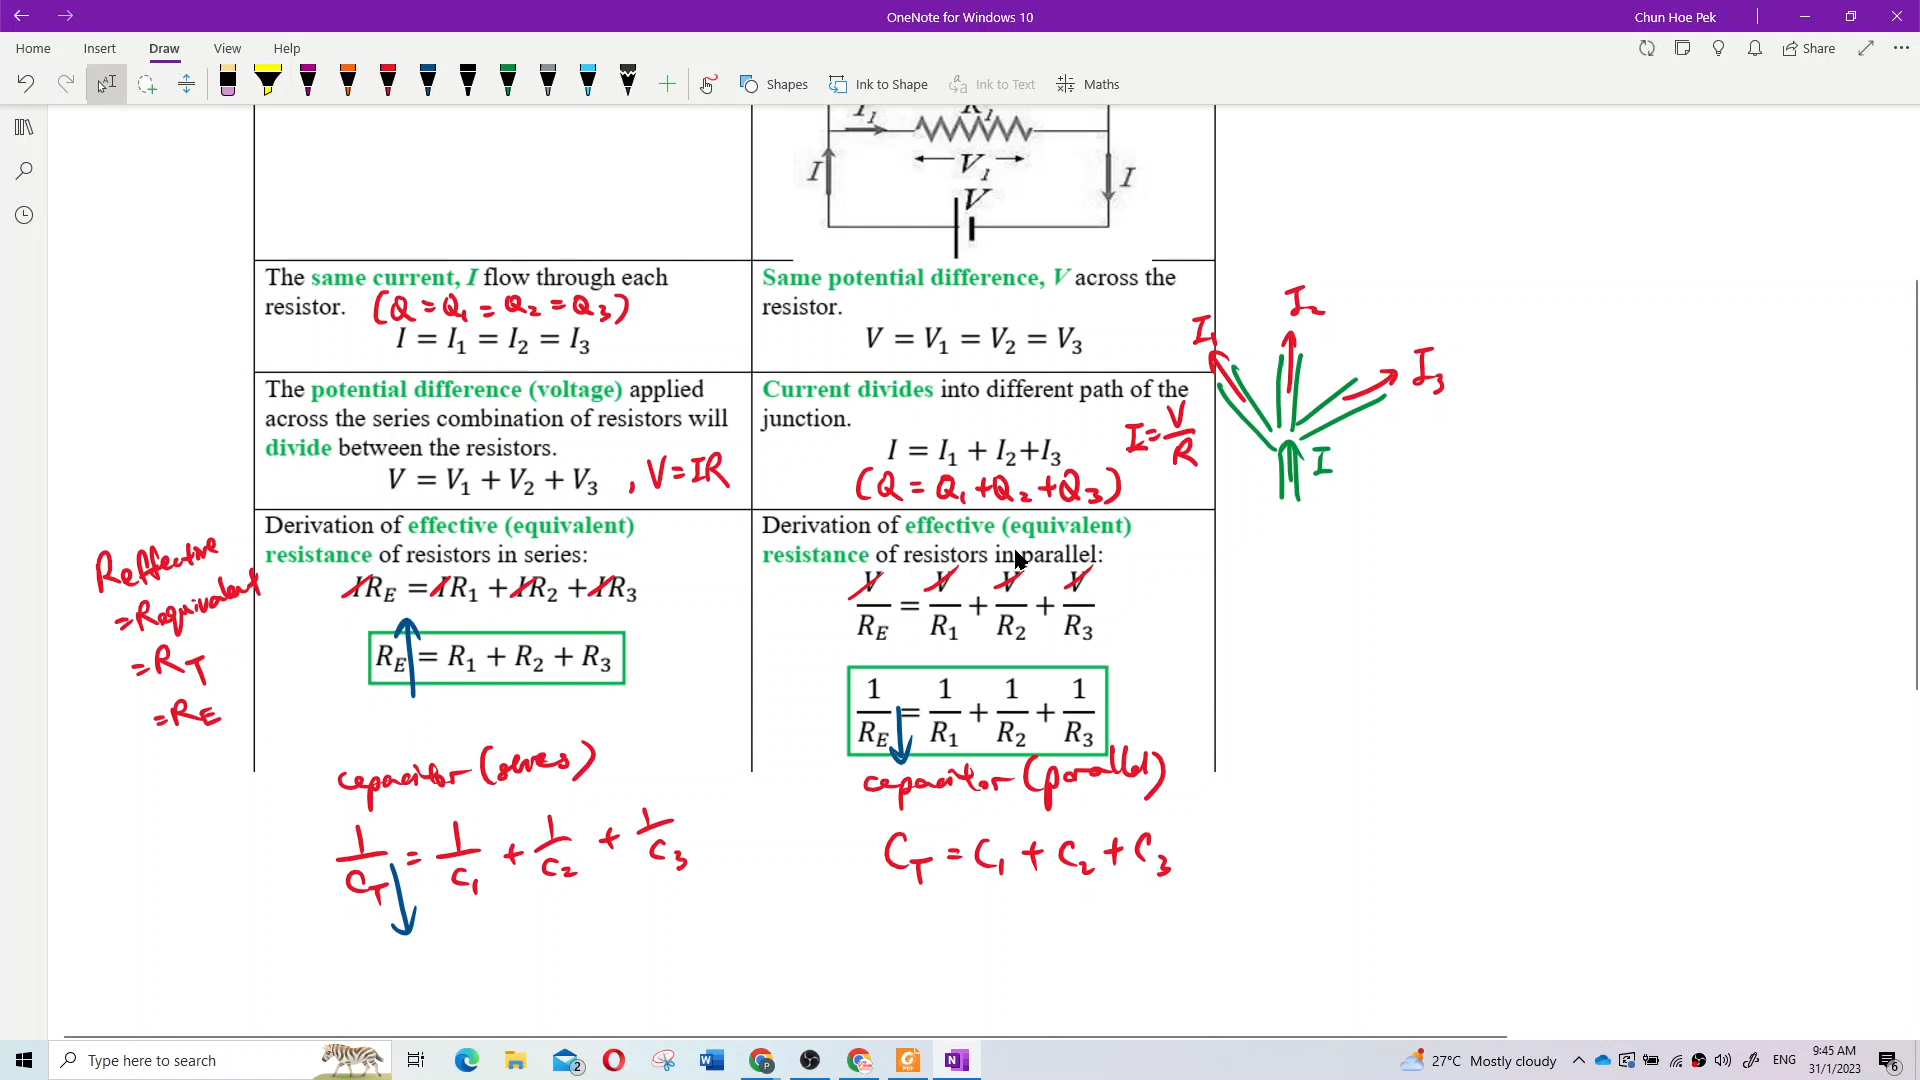 OneNote for Windows 10
Chun Hoe Pek
Home Insert Draw View Help
Share
Shapes Ink to Shape Ink to Text Maths
I₁ R₁
V₁
I V I
The same current, I flow through each
resistor. (Q = Q₁ = Q₂ = Q₃)
I = I₁ = I₂ = I₃
Same potential difference, V across the
resistor.
V = V₁ = V₂ = V₃
The potential difference (voltage) applied
across the series combination of resistors will
divide between the resistors.
V = V₁ + V₂ + V₃ , V=IR
Current divides into different path of the
junction.
I = I₁ + I₂+I₃
I = V/R
(Q = Q₁ + Q₂ + Q₃)
I₁ I₂ I₃
I
Derivation of effective (equivalent)
resistance of resistors in series:
IR_E = IR₁ + IR₂ + IR₃
R_E = R₁ + R₂ + R₃
Derivation of effective (equivalent)
resistance of resistors in parallel:
V/R_E = V/R₁ + V/R₂ + V/R₃
1/R_E = 1/R₁ + 1/R₂ + 1/R₃
Reffective
= Requivalent
= R_T
= R_E
capacitor (series)
1/C_T = 1/C₁ + 1/C₂ + 1/C₃
capacitor (parallel)
C_T = C₁ + C₂ + C₃
Type here to search
27°C Mostly cloudy
ENG
9:45 AM
31/1/2023
2
6